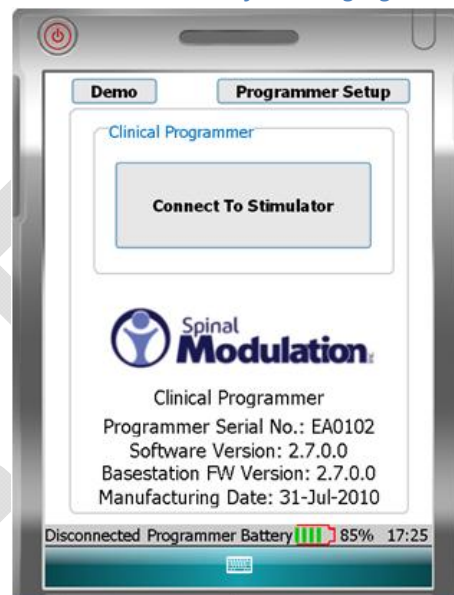 Demo Programmer Setup
Clinical Programmer
Connect To Stimulator
Spinal
Modulation
Clinical Programmer
Programmer Serial No.: EA0102
Software Version: 2.7.0.0
Basestation FW Version: 2.7.0.0
Manufacturing Date: 31-Jul-2010
Disconnected Programmer Battery 85% 17:25